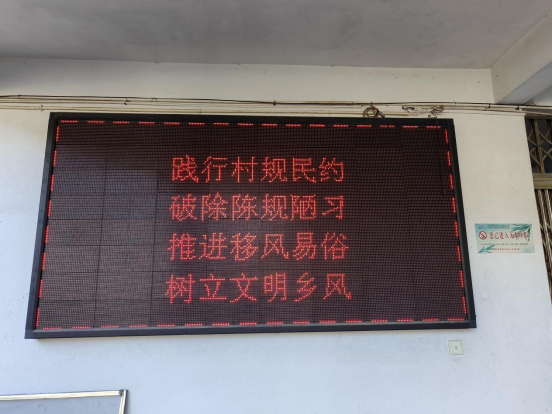 践行村规民约
破除陈规陋习
推进移风易俗
树立文明乡风